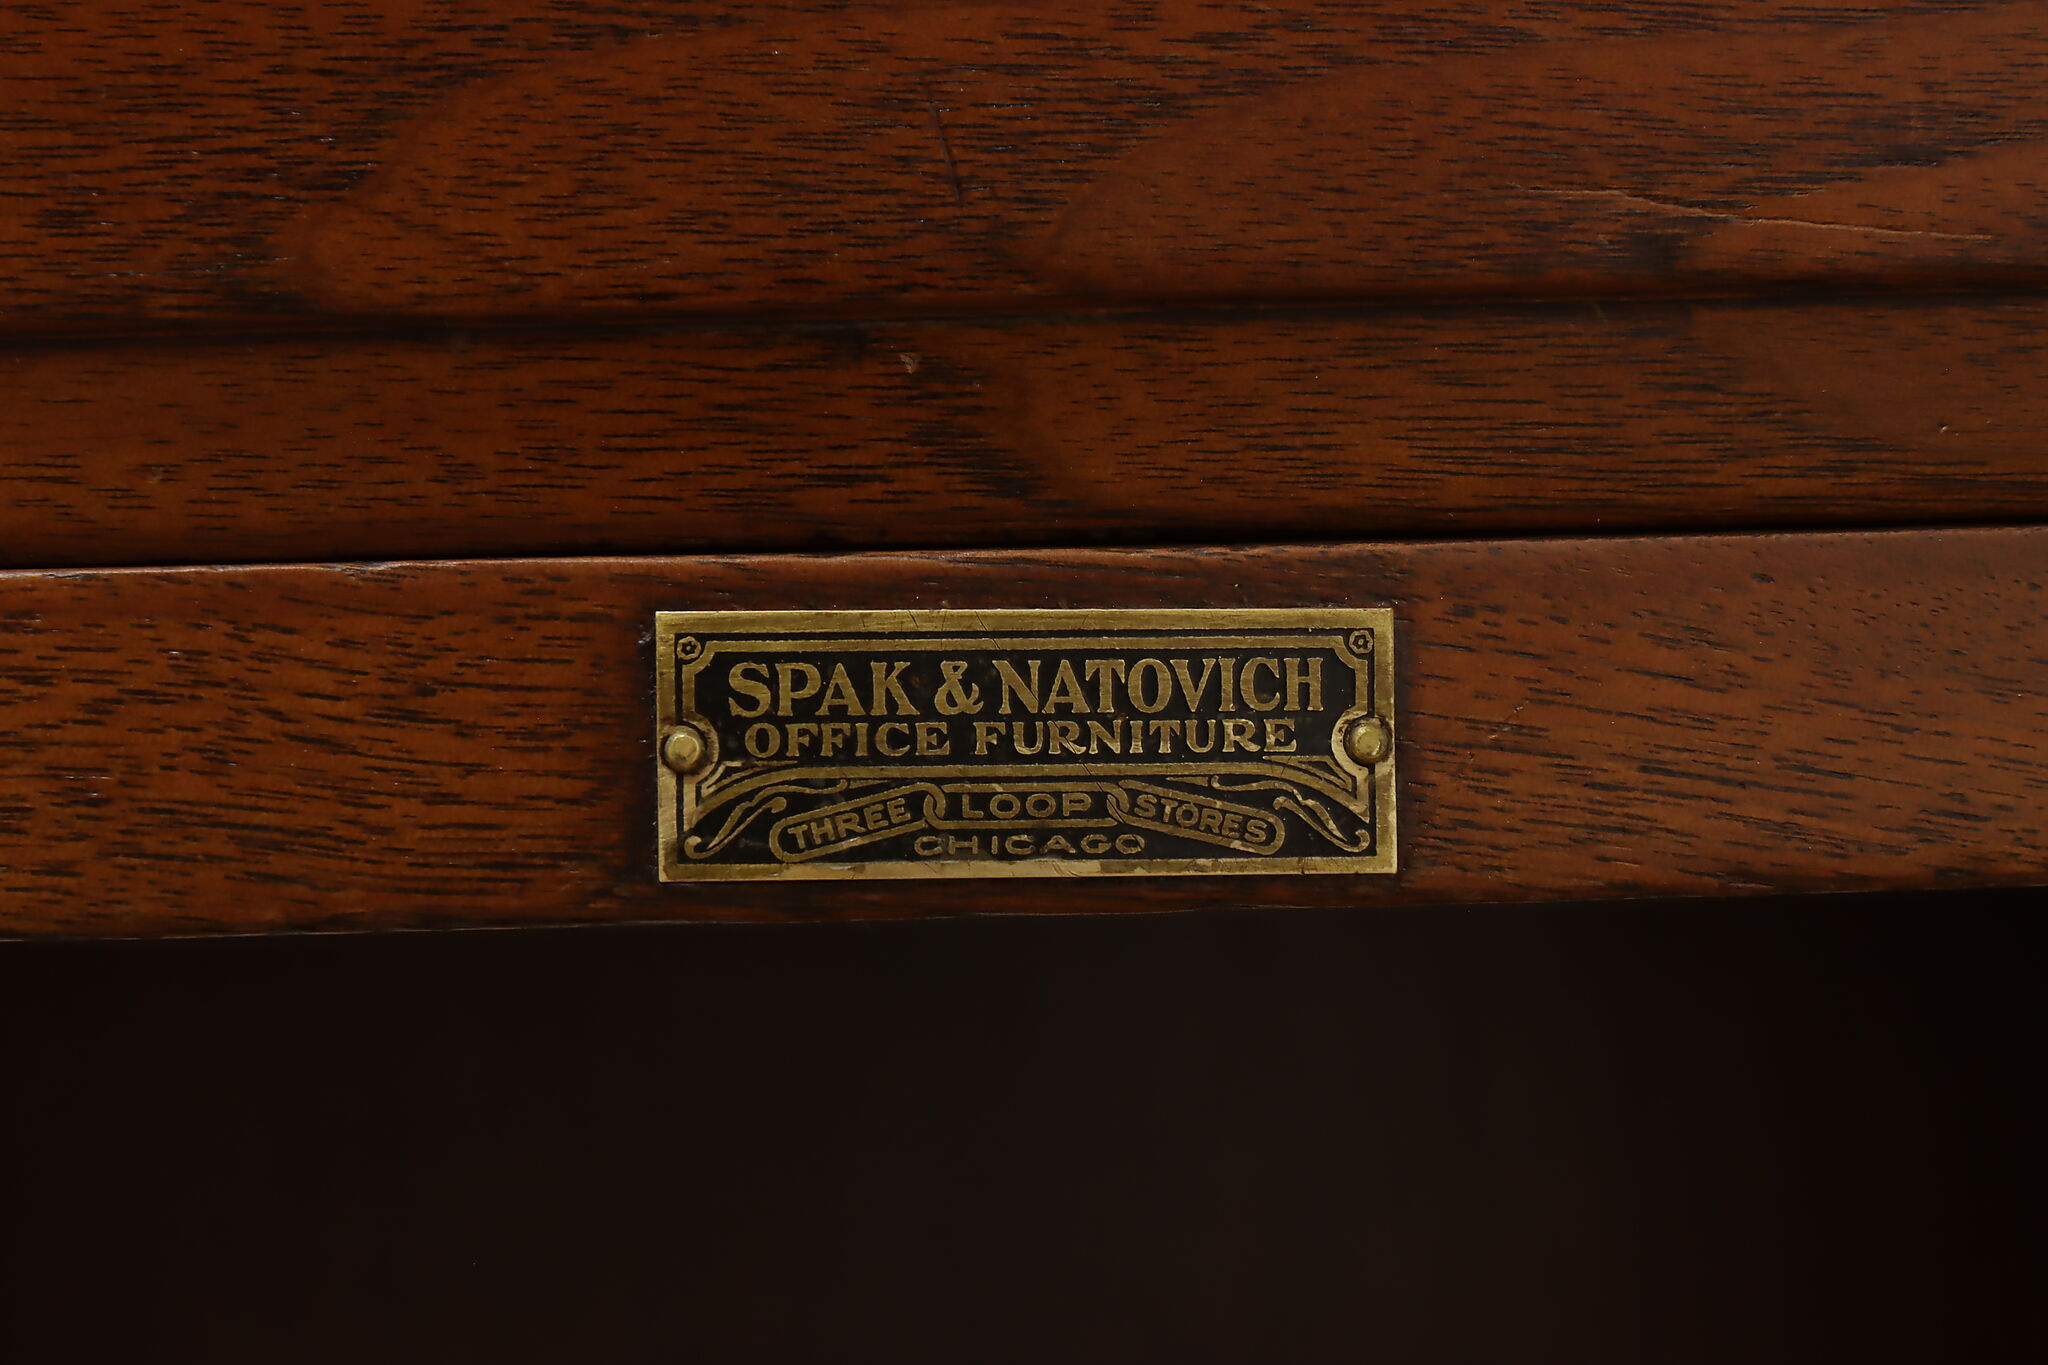 SPAK & NATOVICH
OFFICE FURNITURE
THREE LOOP STORES
CHICAGO